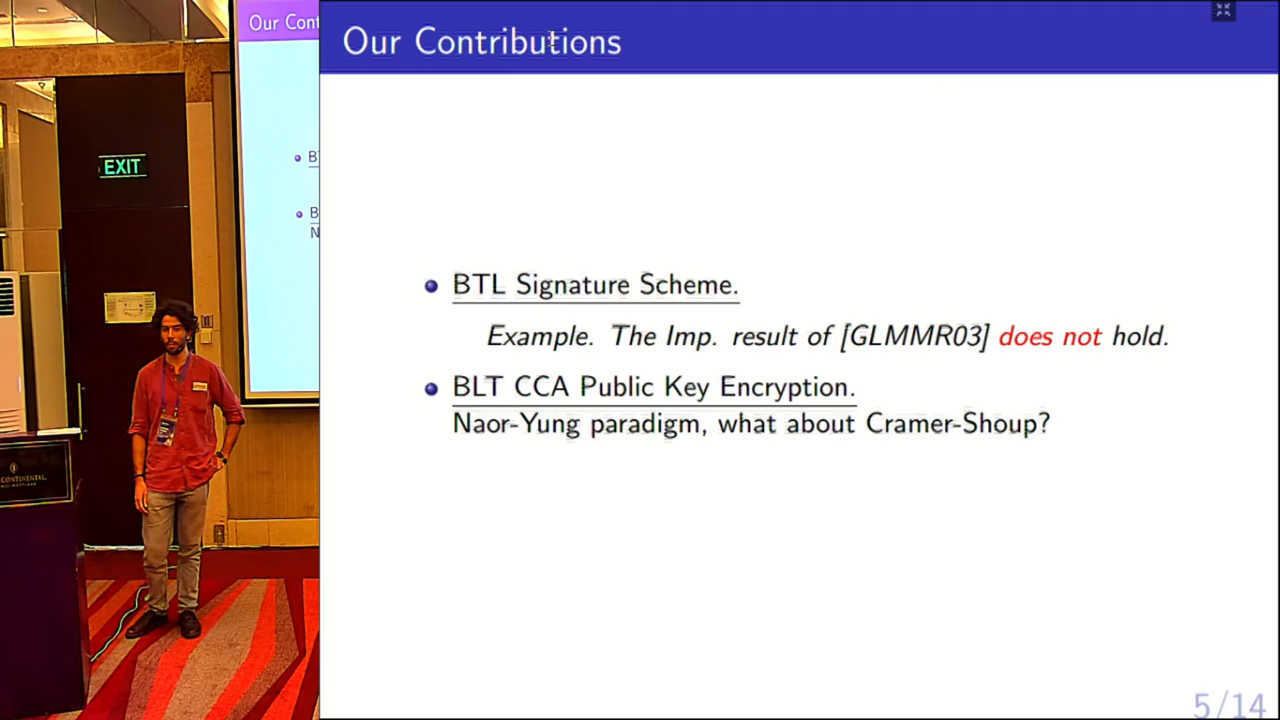 Our Contributions
BTL Signature Scheme.
Example. The Imp. result of [GLMMR03] does not hold.
BLT CCA Public Key Encryption.
Naor-Yung paradigm, what about Cramer-Shoup?
5/14
EXIT
Our Cont
B
B
N
CONTINENTAL